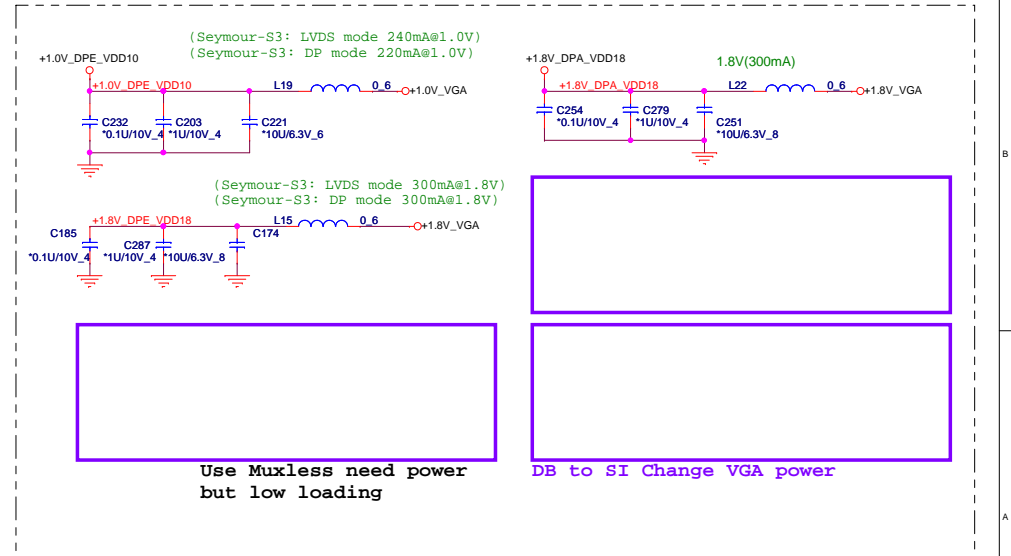 (Seymour-S3: LVDS mode 240mA@1.0V)
(Seymour-S3: DP mode 220mA@1.0V)
+1.0V_DPE_VDD10
+1.0V_DPE_VDD10
L19
0_6
+1.0V_VGA
C232
*0.1U/10V_4
C203
*1U/10V_4
C221
*10U/6.3V_6
+1.8V_DPA_VDD18
1.8V(300mA)
+1.8V_DPA_VDD18
L22
0_6
+1.8V_VGA
C254
*0.1U/10V_4
C279
*1U/10V_4
C251
*10U/6.3V_8
B
(Seymour-S3: LVDS mode 300mA@1.8V)
(Seymour-S3: DP mode 300mA@1.8V)
+1.8V_DPE_VDD18
L15
0_6
+1.8V_VGA
C185
*0.1U/10V_4
C287
*1U/10V_4
C174
*10U/6.3V_8
Use Muxless need power
but low loading
DB to SI Change VGA power
A